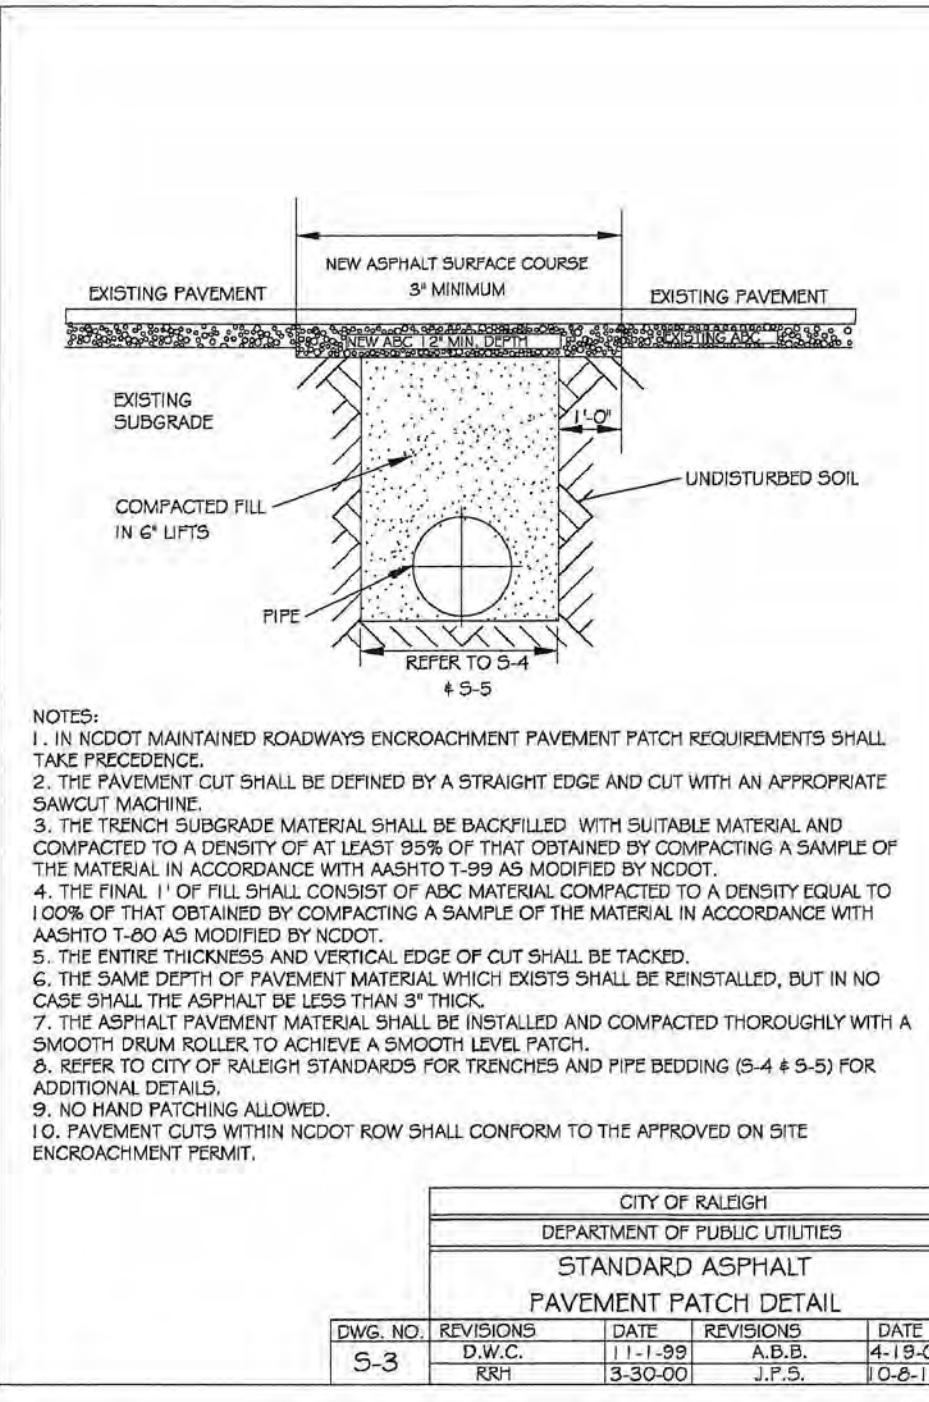 NEW ASPHALT SURFACE COURSE
3" MINIMUM
EXISTING PAVEMENT
EXISTING PAVEMENT
NEW ABC 12" MIN. DEPTH
EXISTING ABC
EXISTING
SUBGRADE
1'-0"
UNDISTURBED SOIL
COMPACTED FILL
IN 6" LIFTS
PIPE
REFER TO S-4
& S-5
NOTES:
1. IN NCDOT MAINTAINED ROADWAYS ENCROACHMENT PAVEMENT PATCH REQUIREMENTS SHALL
TAKE PRECEDENCE.
2. THE PAVEMENT CUT SHALL BE DEFINED BY A STRAIGHT EDGE AND CUT WITH AN APPROPRIATE
SAWCUT MACHINE.
3. THE TRENCH SUBGRADE MATERIAL SHALL BE BACKFILLED WITH SUITABLE MATERIAL AND
COMPACTED TO A DENSITY OF AT LEAST 95% OF THAT OBTAINED BY COMPACTING A SAMPLE OF
THE MATERIAL IN ACCORDANCE WITH AASHTO T-99 AS MODIFIED BY NCDOT.
4. THE FINAL 1' OF FILL SHALL CONSIST OF ABC MATERIAL COMPACTED TO A DENSITY EQUAL TO
100% OF THAT OBTAINED BY COMPACTING A SAMPLE OF THE MATERIAL IN ACCORDANCE WITH
AASHTO T-80 AS MODIFIED BY NCDOT.
5. THE ENTIRE THICKNESS AND VERTICAL EDGE OF CUT SHALL BE TACKED.
6. THE SAME DEPTH OF PAVEMENT MATERIAL WHICH EXISTS SHALL BE REINSTALLED, BUT IN NO
CASE SHALL THE ASPHALT BE LESS THAN 3" THICK.
7. THE ASPHALT PAVEMENT MATERIAL SHALL BE INSTALLED AND COMPACTED THOROUGHLY WITH A
SMOOTH DRUM ROLLER TO ACHIEVE A SMOOTH LEVEL PATCH.
8. REFER TO CITY OF RALEIGH STANDARDS FOR TRENCHES AND PIPE BEDDING (S-4 & S-5) FOR
ADDITIONAL DETAILS.
9. NO HAND PATCHING ALLOWED.
10. PAVEMENT CUTS WITHIN NCDOT ROW SHALL CONFORM TO THE APPROVED ON SITE
ENCROACHMENT PERMIT.
CITY OF RALEIGH
DEPARTMENT OF PUBLIC UTILITIES
STANDARD ASPHALT
PAVEMENT PATCH DETAIL
DWG. NO. REVISIONS DATE REVISIONS DATE
S-3 D.W.C. 11-1-99 A.B.B. 4-19-0
RRH 3-30-00 J.P.S. 10-8-1